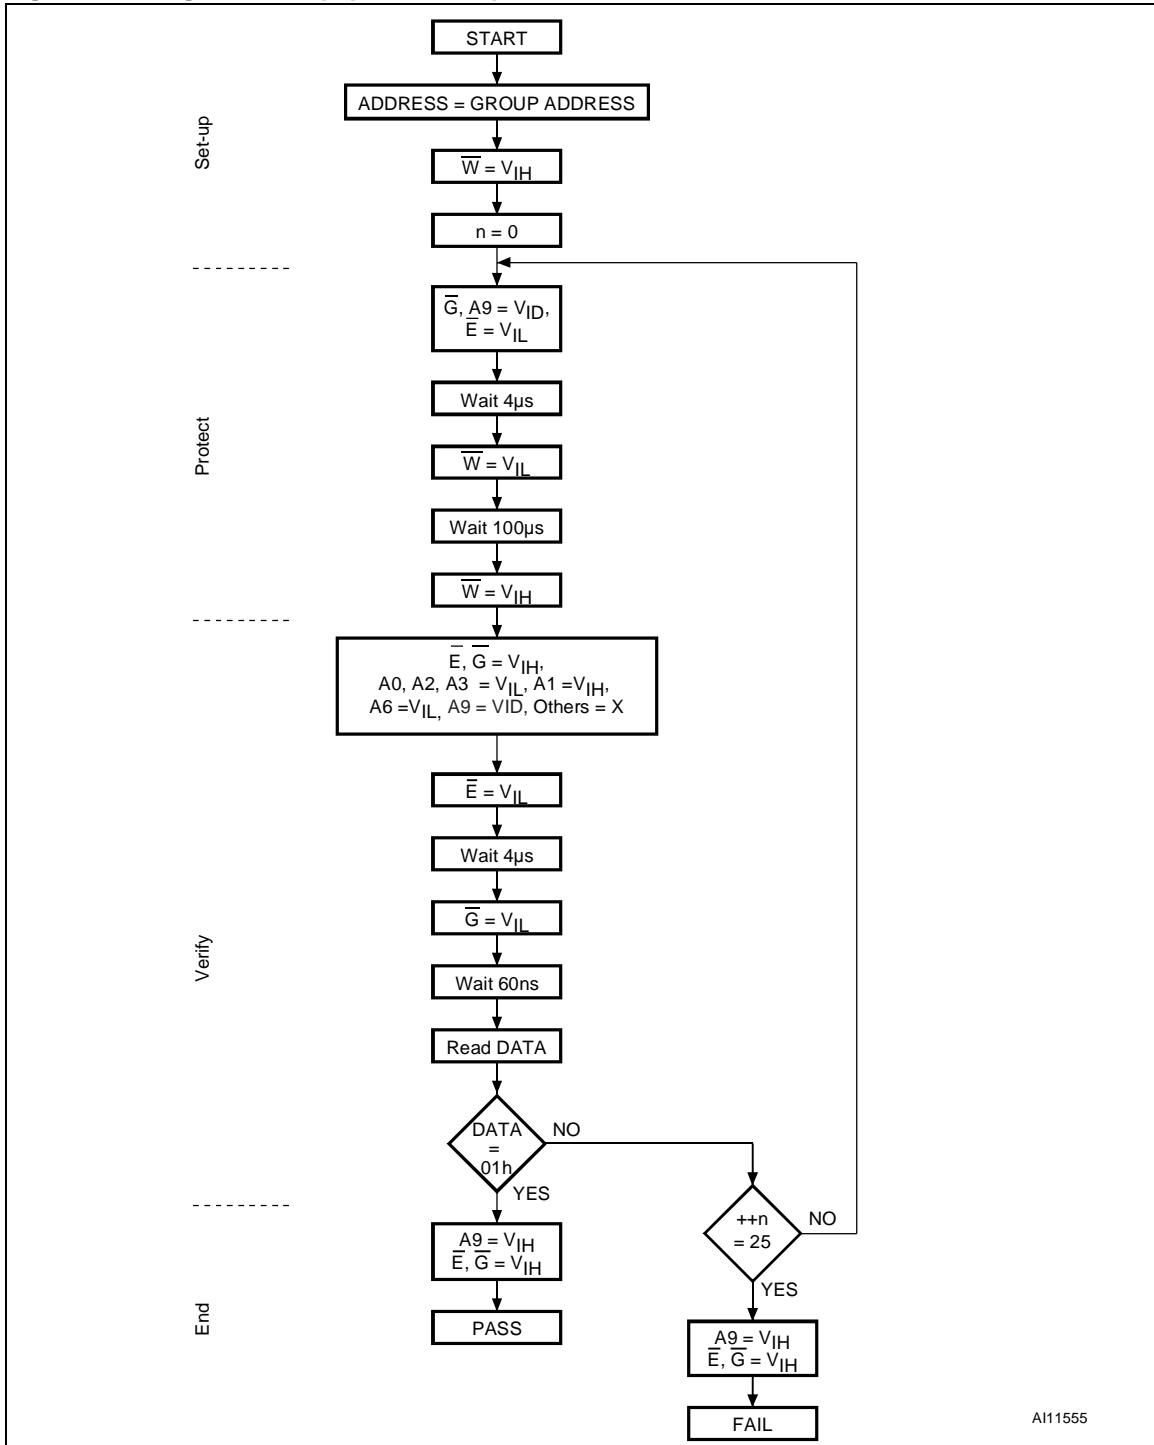 START
ADDRESS = GROUP ADDRESS
Set-up
W̅ = VIH
n = 0
G̅, A9 = VID,
E̅ = VIL
Wait 4µs
Protect
W̅ = VIL
Wait 100µs
W̅ = VIH
E̅, G̅ = VIH,
A0, A2, A3 = VIL, A1 =VIH,
A6 =VIL, A9 = VID, Others = X
E̅ = VIL
Wait 4µs
G̅ = VIL
Verify
Wait 60ns
Read DATA
DATA
=
01h
NO
YES
++n
= 25
NO
YES
A9 = VIH
E̅, G̅ = VIH
End
PASS
A9 = VIH
E̅, G̅ = VIH
FAIL
AI11555